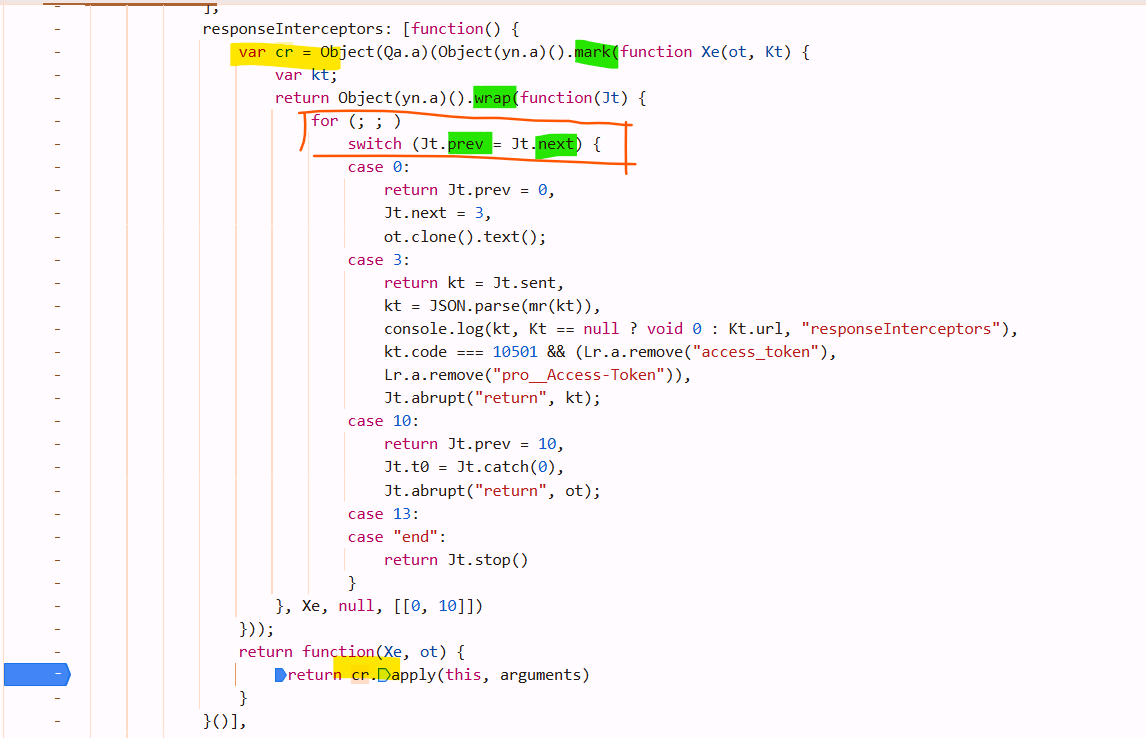 ],
responseInterceptors: [function() {
var cr = Object(Qa.a)(Object(yn.a)().mark(function Xe(ot, Kt) {
var kt;
return Object(yn.a)().wrap(function(Jt) {
for (; ; )
switch (Jt.prev = Jt.next) {
case 0:
return Jt.prev = 0,
Jt.next = 3,
ot.clone().text();
case 3:
return kt = Jt.sent,
kt = JSON.parse(mr(kt)),
console.log(kt, Kt == null ? void 0 : Kt.url, "responseInterceptors"),
kt.code === 10501 && (Lr.a.remove("access_token"),
Lr.a.remove("pro__Access-Token")),
Jt.abrupt("return", kt);
case 10:
return Jt.prev = 10,
Jt.t0 = Jt.catch(0),
Jt.abrupt("return", ot);
case 13:
case "end":
return Jt.stop()
}
}, Xe, null, [[0, 10]])
}));
return function(Xe, ot) {
return cr.apply(this, arguments)
}
}()],